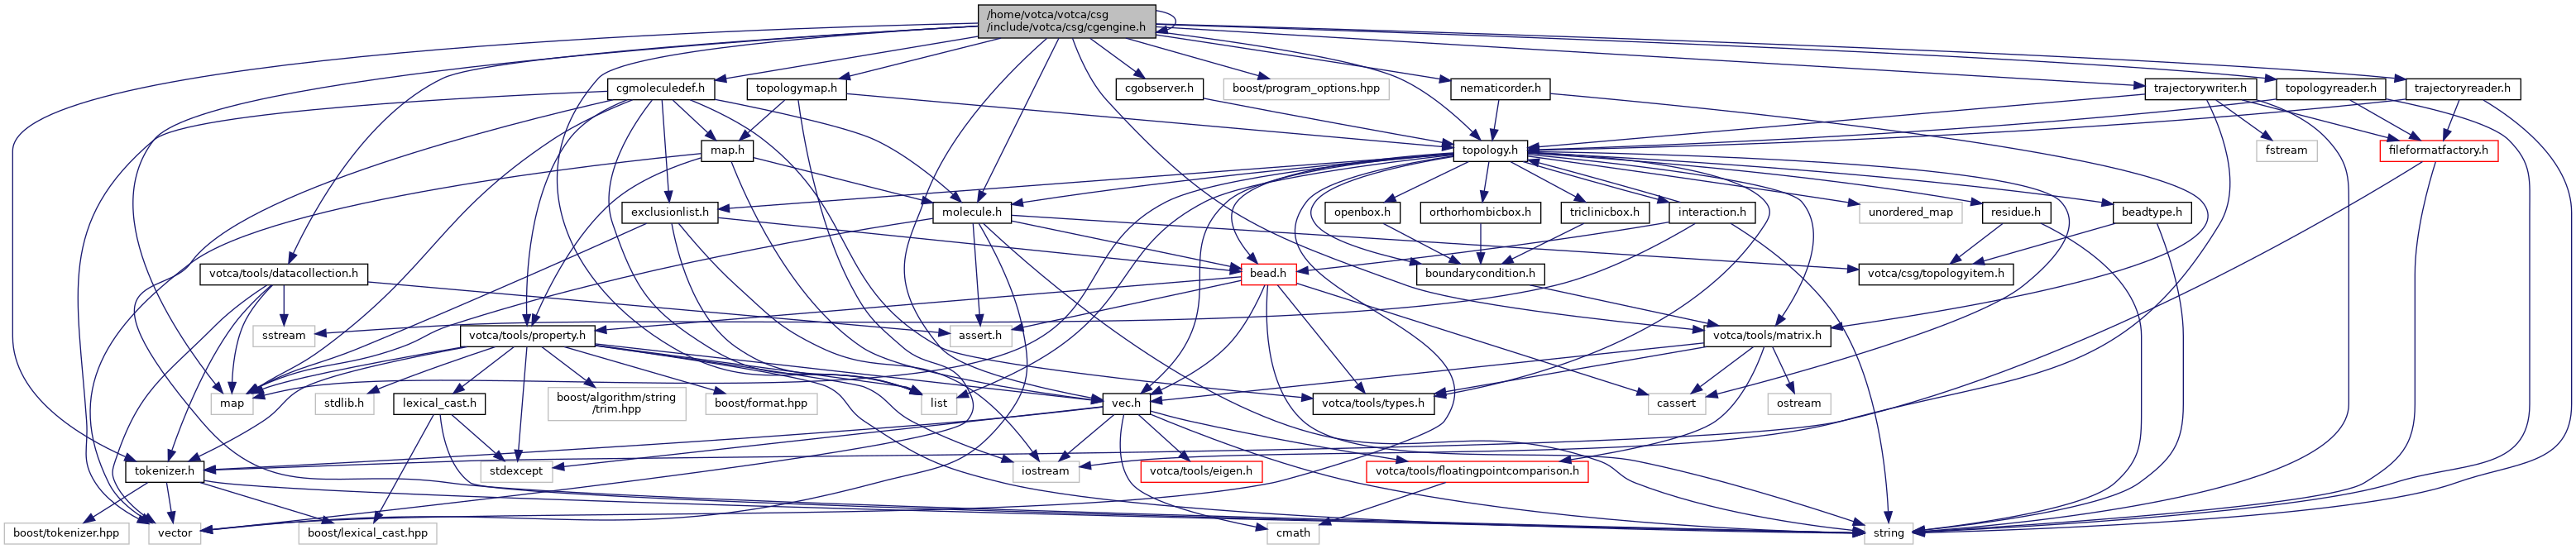 /home/votca/votca/csg
/include/votca/csg/cgengine.h
cgmoleculedef.h
topologymap.h
cgobserver.h
boost/program_options.hpp
nematicorder.h
trajectorywriter.h
topologyreader.h
trajectoryreader.h
map.h
topology.h
fstream
fileformatfactory.h
exclusionlist.h
molecule.h
openbox.h
orthorhombicbox.h
triclinicbox.h
interaction.h
unordered_map
residue.h
beadtype.h
votca/tools/datacollection.h
bead.h
boundarycondition.h
votca/csg/topologyitem.h
sstream
votca/tools/property.h
assert.h
votca/tools/matrix.h
map
stdlib.h
lexical_cast.h
boost/algorithm/string
/trim.hpp
boost/format.hpp
list
vec.h
votca/tools/types.h
cassert
ostream
tokenizer.h
stdexcept
iostream
votca/tools/eigen.h
votca/tools/floatingpointcomparison.h
boost/tokenizer.hpp
vector
boost/lexical_cast.hpp
cmath
string